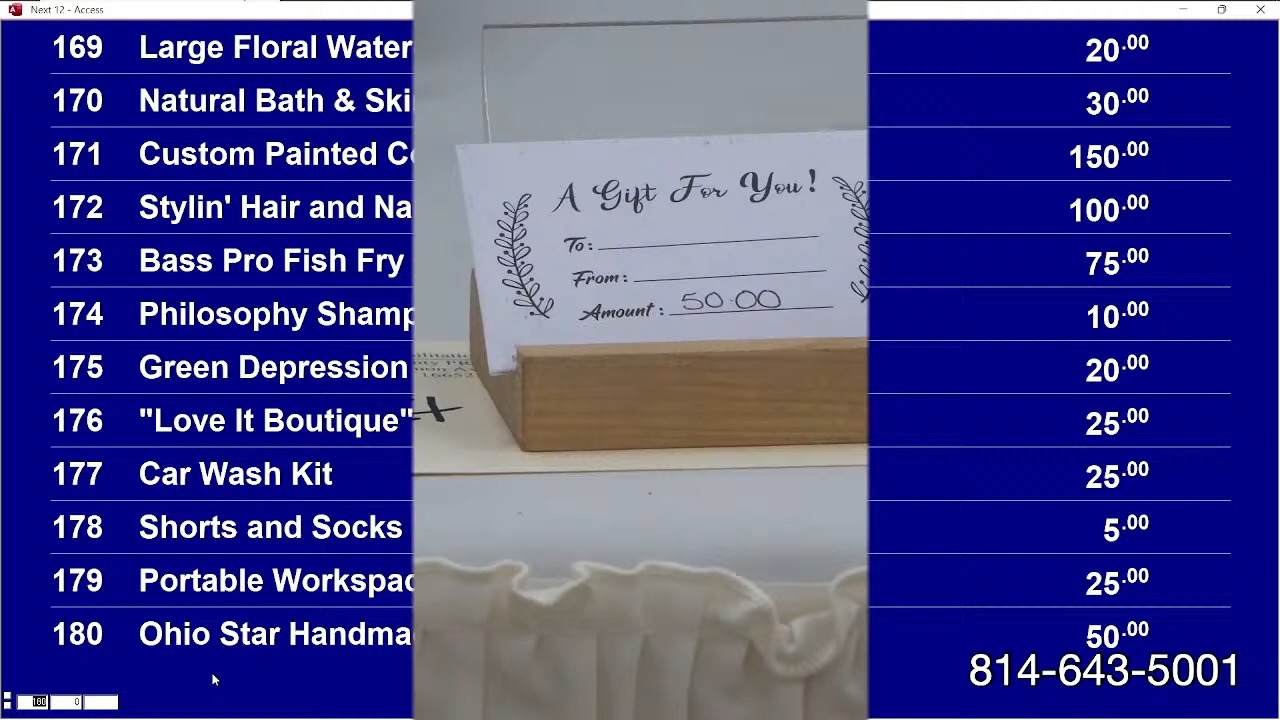 Next 12 - Access
169 Large Floral Water 20.00
170 Natural Bath & Ski 30.00
171 Custom Painted C 150.00
172 Stylin' Hair and Na 100.00
173 Bass Pro Fish Fry 75.00
174 Philosophy Shamp 10.00
175 Green Depression 20.00
176 "Love It Boutique" 25.00
177 Car Wash Kit 25.00
178 Shorts and Socks 5.00
179 Portable Workspac 25.00
180 Ohio Star Handma 50.00
814-643-5001
180 0
A Gift For You!
To:
From:
Amount: 50.00
16652